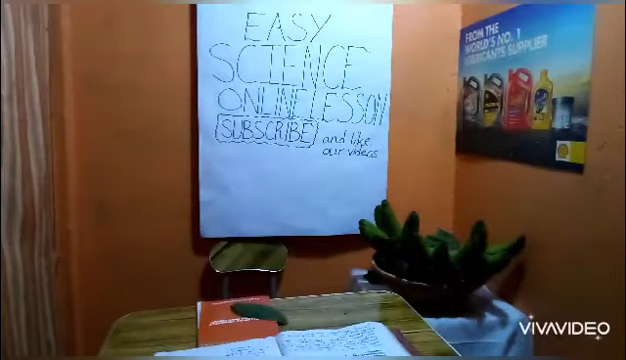 EASY
SCIENCE
ONLINE LESSON
SUBSCRIBE and like
our videos
FROM THE
WORLD'S NO. 1
LUBRICANTS SUPPLIER
VIVAVIDEO